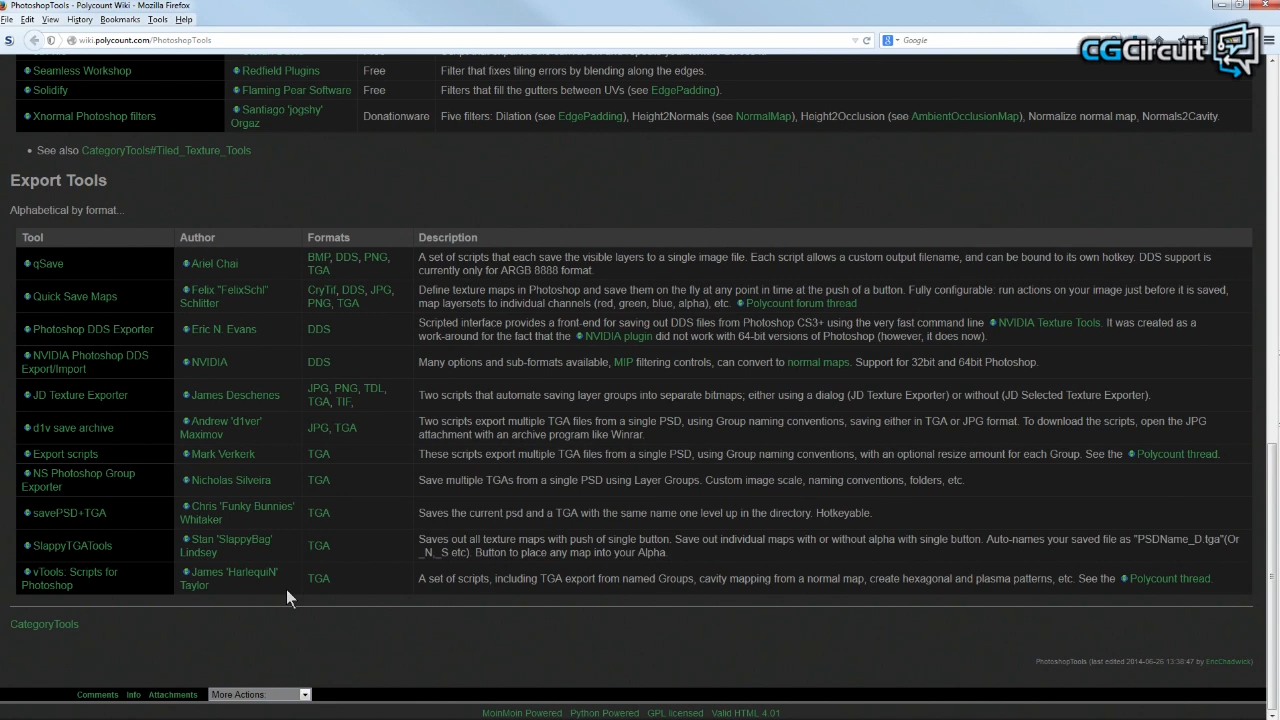 PhotoshopTools - Polycount Wiki - Mozilla Firefox
File Edit View History Bookmarks Tools Help
wiki.polycount.com/PhotoshopTools
Google
CGCircuit
Seamless Workshop Redfield Plugins Free Filter that fixes tiling errors by blending along the edges.
Solidify Flaming Pear Software Free Filters that fill the gutters between UVs (see EdgePadding).
Xnormal Photoshop filters Santiago 'jogshy' Orgaz Donationware Five filters: Dilation (see EdgePadding), Height2Normals (see NormalMap), Height2Occlusion (see AmbientOcclusionMap), Normalize normal map, Normals2Cavity.
See also CategoryTools#Tiled_Texture_Tools
Export Tools
Alphabetical by format...
Tool Author Formats Description
qSave Ariel Chai BMP, DDS, PNG, TGA A set of scripts that each save the visible layers to a single image file. Each script allows a custom output filename, and can be bound to its own hotkey. DDS support is currently only for ARGB 8888 format.
Quick Save Maps Felix "FelixSchl" Schlitter CryTif, DDS, JPG, PNG, TGA Define texture maps in Photoshop and save them on the fly at any point in time at the push of a button. Fully configurable: run actions on your image just before it is saved, map layersets to individual channels (red, green, blue, alpha), etc. Polycount forum thread
Photoshop DDS Exporter Eric N. Evans DDS Scripted interface provides a front-end for saving out DDS files from Photoshop CS3+ using the very fast command line NVIDIA Texture Tools. It was created as a work-around for the fact that the NVIDIA plugin did not work with 64-bit versions of Photoshop (however, it does now).
NVIDIA Photoshop DDS Export/Import NVIDIA DDS Many options and sub-formats available, MIP filtering controls, can convert to normal maps. Support for 32bit and 64bit Photoshop.
JD Texture Exporter James Deschenes JPG, PNG, TDL, TGA, TIF, Two scripts that automate saving layer groups into separate bitmaps; either using a dialog (JD Texture Exporter) or without (JD Selected Texture Exporter).
d1v save archive Andrew 'd1ver' Maximov JPG, TGA Two scripts export multiple TGA files from a single PSD, using Group naming conventions, saving either in TGA or JPG format. To download the scripts, open the JPG attachment with an archive program like Winrar.
Export scripts Mark Verkerk TGA These scripts export multiple TGA files from a single PSD, using Group naming conventions, with an optional resize amount for each Group. See the Polycount thread.
NS Photoshop Group Exporter Nicholas Silveira TGA Save multiple TGAs from a single PSD using Layer Groups. Custom image scale, naming conventions, folders, etc.
savePSD+TGA Chris 'Funky Bunnies' Whitaker TGA Saves the current psd and a TGA with the same name one level up in the directory. Hotkeyable.
SlappyTGATools Stan 'SlappyBag' Lindsey TGA Saves out all texture maps with push of single button. Save out individual maps with or without alpha with single button. Auto-names your saved file as "PSDName_D.tga"(Or _N,_S etc). Button to place any map into your Alpha.
vTools: Scripts for Photoshop James 'HarlequiN' Taylor TGA A set of scripts, including TGA export from named Groups, cavity mapping from a normal map, create hexagonal and plasma patterns, etc. See the Polycount thread.
CategoryTools
PhotoshopTools (last edited 2014-06-26 13:38:47 by EricChadwick)
Comments Info Attachments More Actions:
MoinMoin Powered Python Powered GPL licensed Valid HTML 4.01